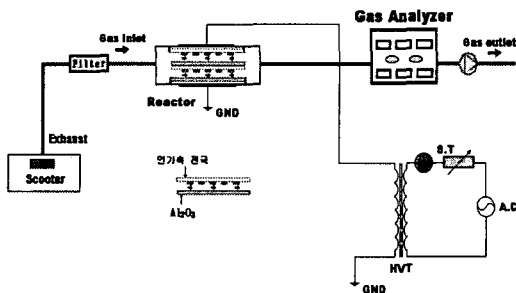 Gas Analyzer
Gas inlet
Gas outlet
Filter
Reactor
GND
Exhaust
Scooter
인가측 전극
Al₂O₃
S.T
A.C
HVT
GND